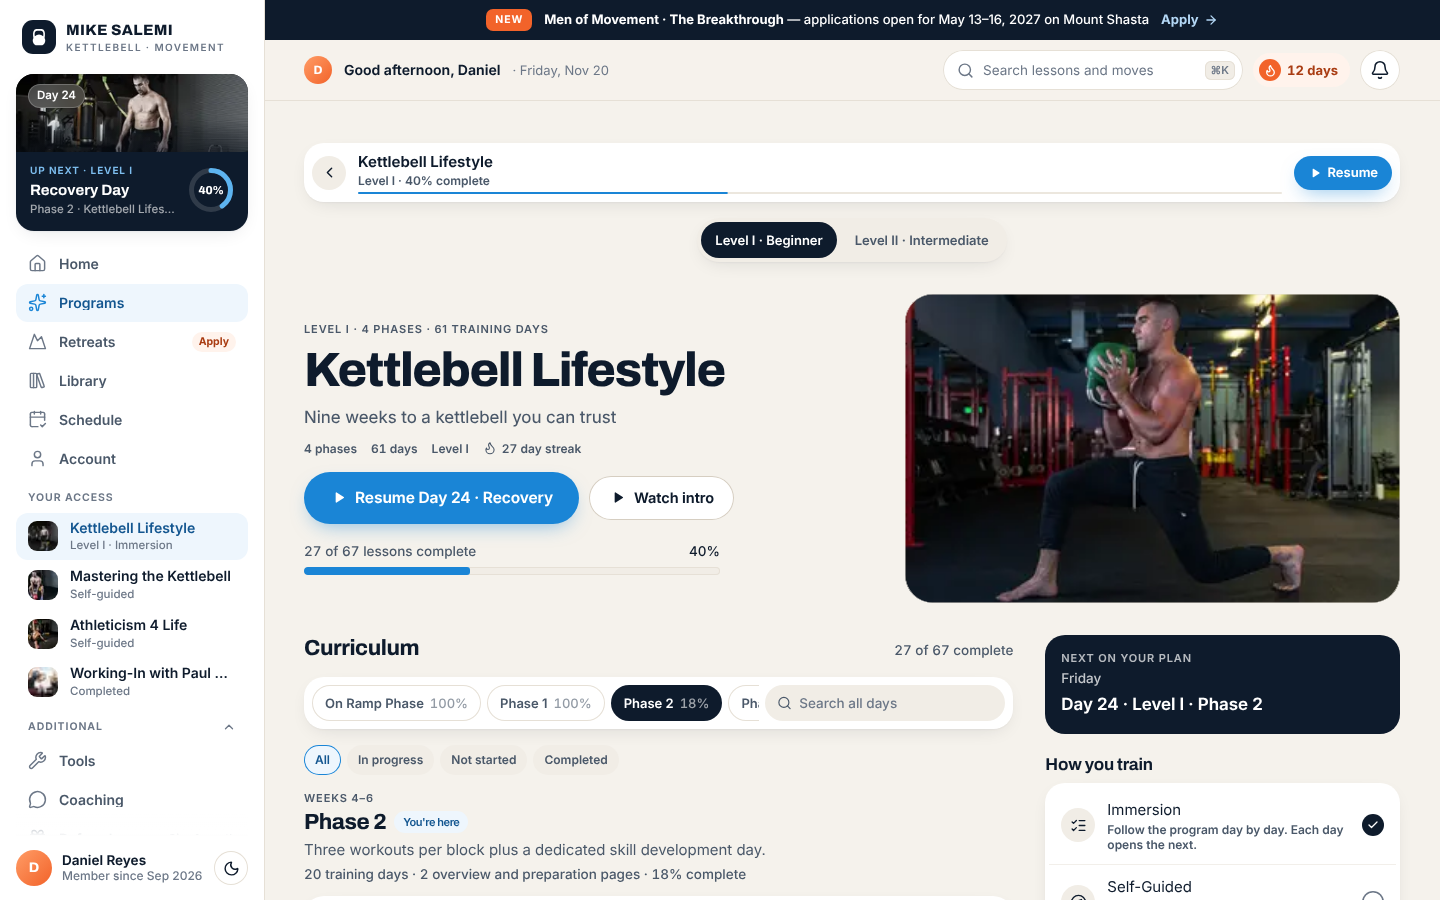 NEW Men of Movement · The Breakthrough — applications open for May 13–16, 2027 on Mount Shasta Apply →
MIKE SALEMI
KETTLEBELL · MOVEMENT
Day 24
UP NEXT · LEVEL I
Recovery Day
Phase 2 · Kettlebell Lifes...
40%
Home
Programs
Retreats Apply
Library
Schedule
Account
YOUR ACCESS
Kettlebell Lifestyle
Level I · Immersion
Mastering the Kettlebell
Self-guided
Athleticism 4 Life
Self-guided
Working-In with Paul ...
Completed
ADDITIONAL
Tools
Coaching
D
Daniel Reyes
Member since Sep 2026
D Good afternoon, Daniel · Friday, Nov 20
Search lessons and moves ⌘K
12 days
Kettlebell Lifestyle
Level I · 40% complete
Resume
Level I · Beginner
Level II · Intermediate
LEVEL I · 4 PHASES · 61 TRAINING DAYS
Kettlebell Lifestyle
Nine weeks to a kettlebell you can trust
4 phases 61 days Level I 27 day streak
Resume Day 24 · Recovery
Watch intro
27 of 67 lessons complete 40%
Curriculum
27 of 67 complete
On Ramp Phase 100%
Phase 1 100%
Phase 2 18%
Search all days
All
In progress
Not started
Completed
WEEKS 4–6
Phase 2 You're here
Three workouts per block plus a dedicated skill development day.
20 training days · 2 overview and preparation pages · 18% complete
NEXT ON YOUR PLAN
Friday
Day 24 · Level I · Phase 2
How you train
Immersion
Follow the program day by day. Each day
opens the next.
Self-Guided